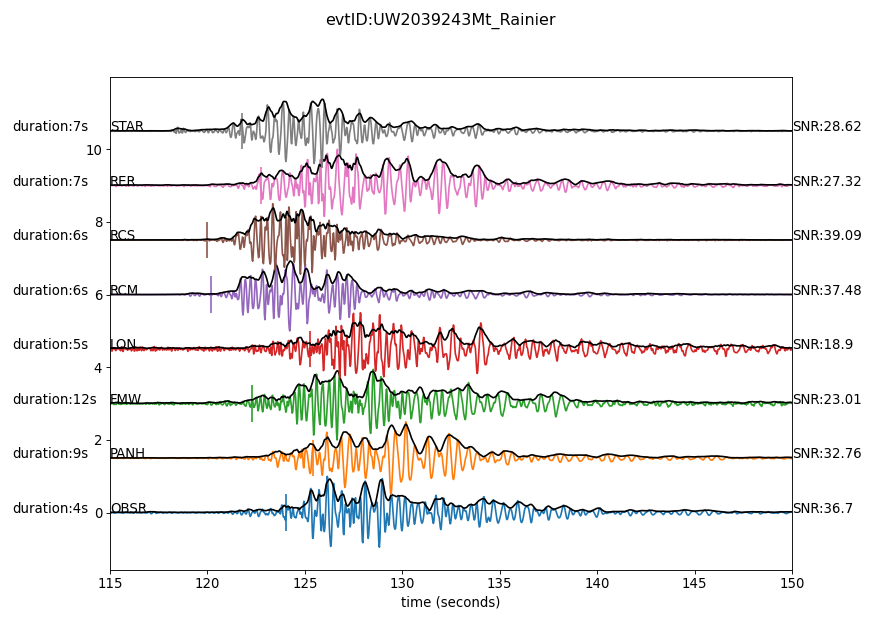 evtID:UW2039243Mt_Rainier
duration:7s STAR SNR:28.62
10
duration:7s RER SNR:27.32
8
duration:6s RCS SNR:39.09
duration:6s RCM SNR:37.48
6
duration:5s LON SNR:18.9
4
duration:12s FMW SNR:23.01
2
duration:9s PANH SNR:32.76
duration:4s OBSR SNR:36.7
0
115 120 125 130 135 140 145 150
time (seconds)